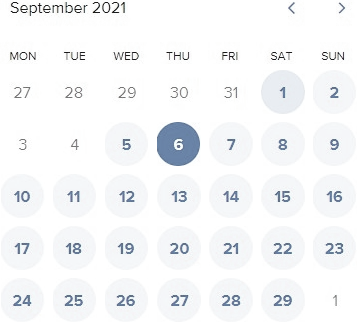 September 2021
MON TUE WED THU FRI SAT SUN
27 28 29 30 31 1 2
3 4 5 6 7 8 9
10 11 12 13 14 15 16
17 18 19 20 21 22 23
24 25 26 27 28 29 1